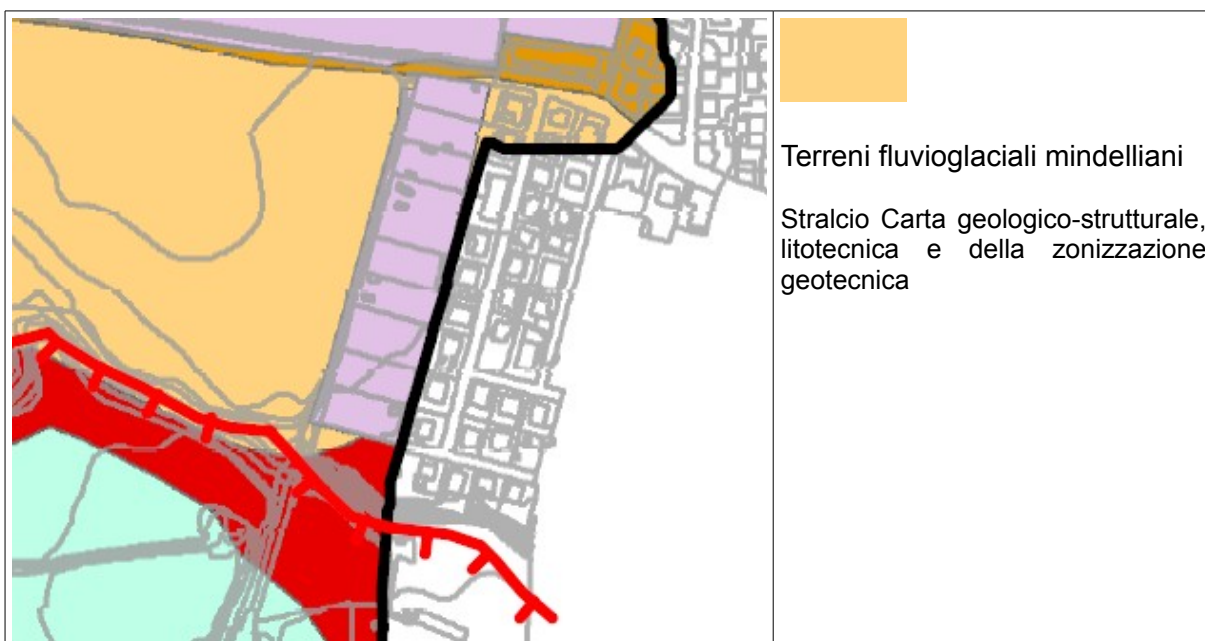 Terreni fluvioglaciali mindelliani
Stralcio Carta geologico-strutturale,
litotecnica e della zonizzazione
geotecnica